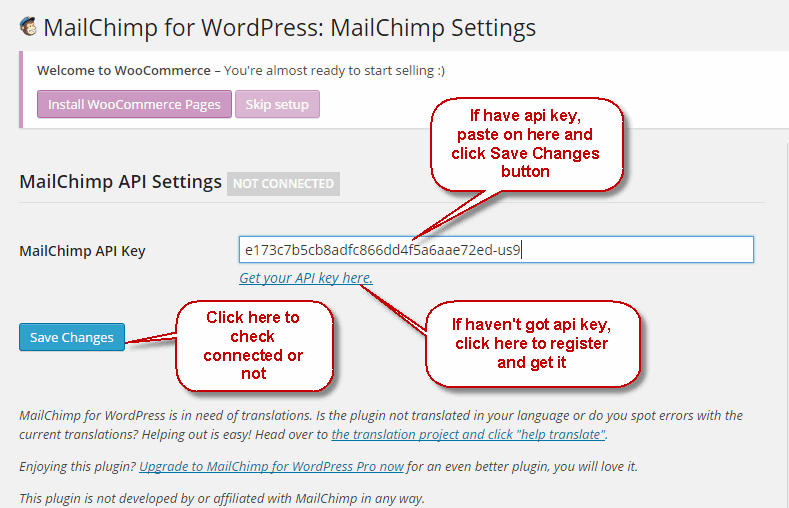 MailChimp for WordPress: MailChimp Settings
Welcome to WooCommerce – You're almost ready to start selling :)
Install WooCommerce Pages
Skip setup
If have api key,
paste on here and
click Save Changes
button
MailChimp API Settings
NOT CONNECTED
MailChimp API Key
e173c7b5cb8adfc866dd4f5a6aae72ed-us9
Get your API key here.
Save Changes
Click here to
check
connected or
not
If haven't got api key,
click here to register
and get it
MailChimp for WordPress is in need of translations. Is the plugin not translated in your language or do you spot errors with the
current translations? Helping out is easy! Head over to the translation project and click "help translate".
Enjoying this plugin? Upgrade to MailChimp for WordPress Pro now for an even better plugin, you will love it.
This plugin is not developed by or affiliated with MailChimp in any way.